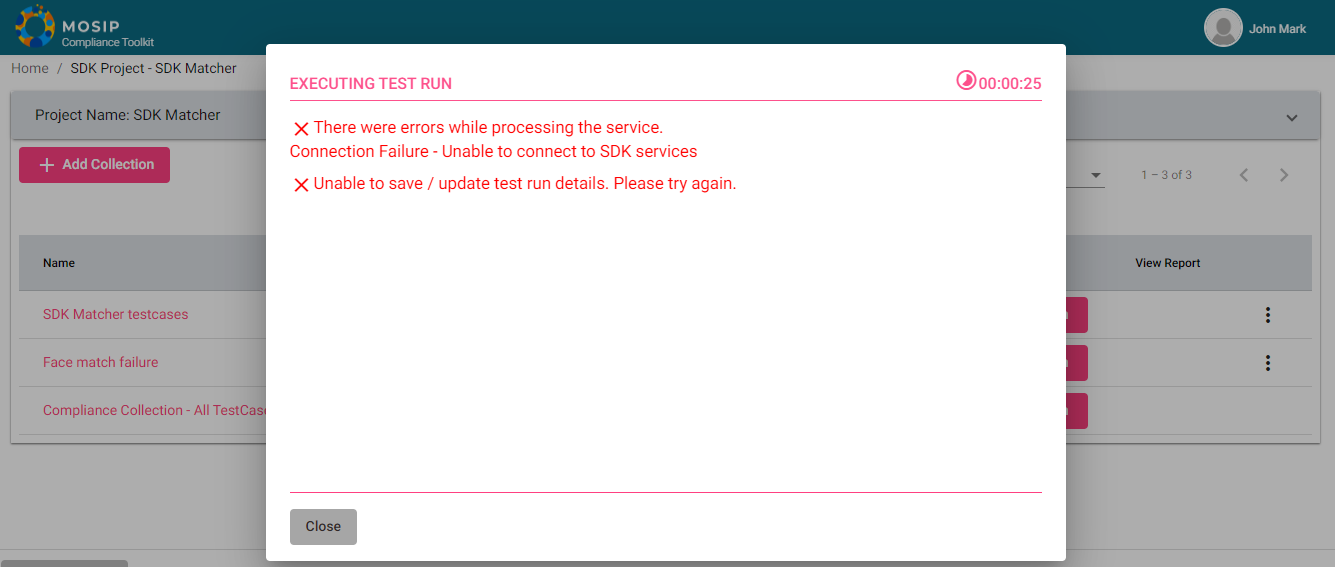 MOSIP
Compliance Toolkit
John Mark
Home / SDK Project - SDK Matcher
EXECUTING TEST RUN
00:00:25
Project Name: SDK Matcher
There were errors while processing the service.
Connection Failure - Unable to connect to SDK services
Add Collection
1 – 3 of 3
Unable to save / update test run details. Please try again.
Name
View Report
SDK Matcher testcases
Face match failure
Compliance Collection - All TestCas
Close